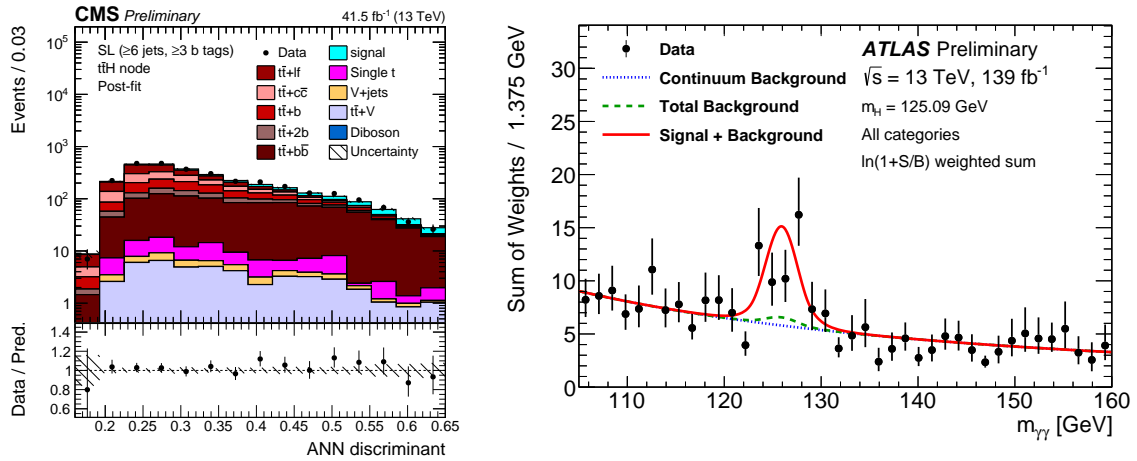 CMS Preliminary 41.5 fb⁻¹ (13 TeV)
Events / 0.03
10⁵
10⁴
10³
10²
10
1
SL (≥6 jets, ≥3 b tags)
tt̄H node
Post-fit
Data
tt̄+lf
tt̄+cc̄
tt̄+b
tt̄+2b
tt̄+bb̄
signal
Single t
V+jets
tt̄+V
Diboson
Uncertainty
Data / Pred.
1.4
1.2
1
0.8
0.6
0.2 0.25 0.3 0.35 0.4 0.45 0.5 0.55 0.6 0.65
ANN discriminant
Sum of Weights / 1.375 GeV
30
25
20
15
10
5
0
Data
Continuum Background
Total Background
Signal + Background
ATLAS Preliminary
√s = 13 TeV, 139 fb⁻¹
m_H = 125.09 GeV
All categories
ln(1+S/B) weighted sum
110 120 130 140 150 160
m_γγ [GeV]